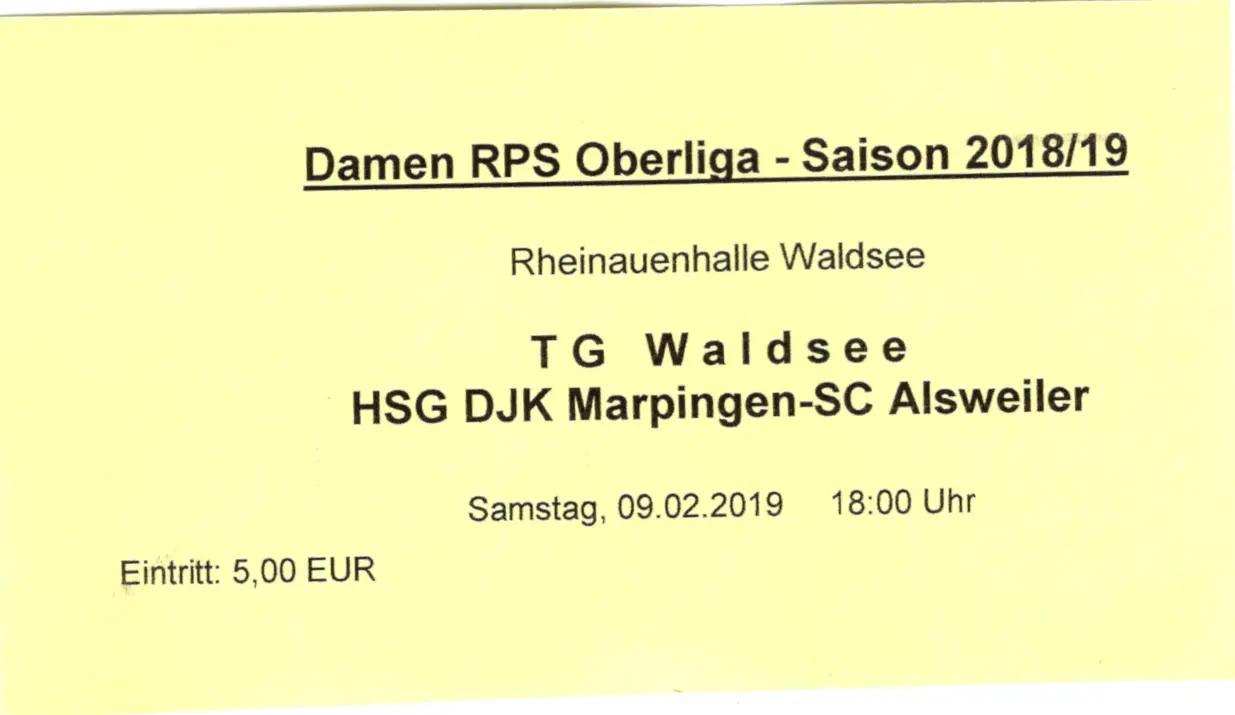 Damen RPS Oberliga - Saison 2018/19
Rheinauenhalle Waldsee
T G W a l d s e e
HSG DJK Marpingen-SC Alsweiler
Samstag, 09.02.2019 18:00 Uhr
Eintritt: 5,00 EUR